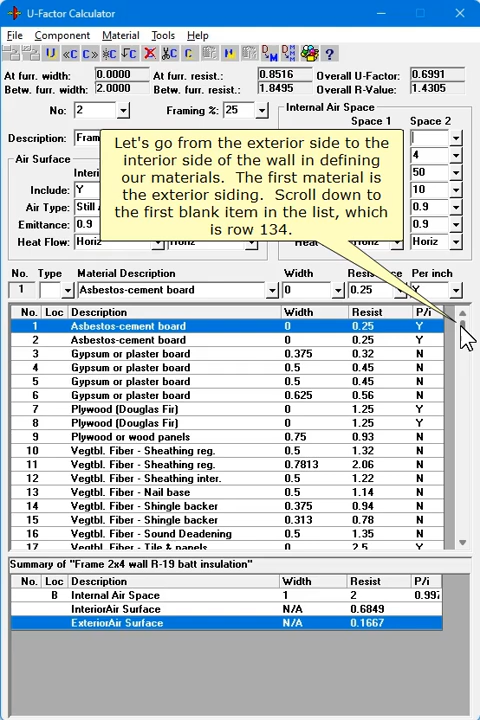 U-Factor Calculator
File Component Material Tools Help
At furr. width: 0.0000 At furr. resist.: 0.8516 Overall U-Factor: 0.6991
Betw. furr. width: 2.0000 Betw. furr. resist.: 1.8495 Overall R-Value: 1.4305
No: 2 Framing %: 25 Internal Air Space
Space 1 Space 2
Description: Fram
4
Air Surface 50
Interi
Include: Y 10
Air Type: Still A 0.9
Emittance: 0.9 0.9
Heat Flow: Horiz Horiz Horiz Horiz
Let's go from the exterior side to the
interior side of the wall in defining
our materials. The first material is
the exterior siding. Scroll down to
the first blank item in the list, which
is row 134.
No. Type Material Description Width Resistance Per inch
1 Asbestos-cement board 0 0.25 Y
No. Loc Description Width Resist P/i
1 Asbestos-cement board 0 0.25 Y
2 Asbestos-cement board 0 0.25 Y
3 Gypsum or plaster board 0.375 0.32 N
4 Gypsum or plaster board 0.5 0.45 N
5 Gypsum or plaster board 0.5 0.45 N
6 Gypsum or plaster board 0.625 0.56 N
7 Plywood (Douglas Fir) 0 1.25 Y
8 Plywood (Douglas Fir) 0 1.25 Y
9 Plywood or wood panels 0.75 0.93 N
10 Vegtbl. Fiber - Sheathing reg. 0.5 1.32 N
11 Vegtbl. Fiber - Sheathing reg. 0.7813 2.06 N
12 Vegtbl. Fiber - Sheathing inter. 0.5 1.22 N
13 Vegtbl. Fiber - Nail base 0.5 1.14 N
14 Vegtbl. Fiber - Shingle backer 0.375 0.94 N
15 Vegtbl. Fiber - Shingle backer 0.313 0.78 N
16 Vegtbl. Fiber - Sound Deadening 0.5 1.35 N
17 Vegtbl. Fiber - Tile & panels 0 2.5 Y
Summary of "Frame 2x4 wall R-19 batt insulation"
No. Loc Description Width Resist P/i
B Internal Air Space 1 2 0.992
InteriorAir Surface N/A 0.6849
ExteriorAir Surface N/A 0.1667